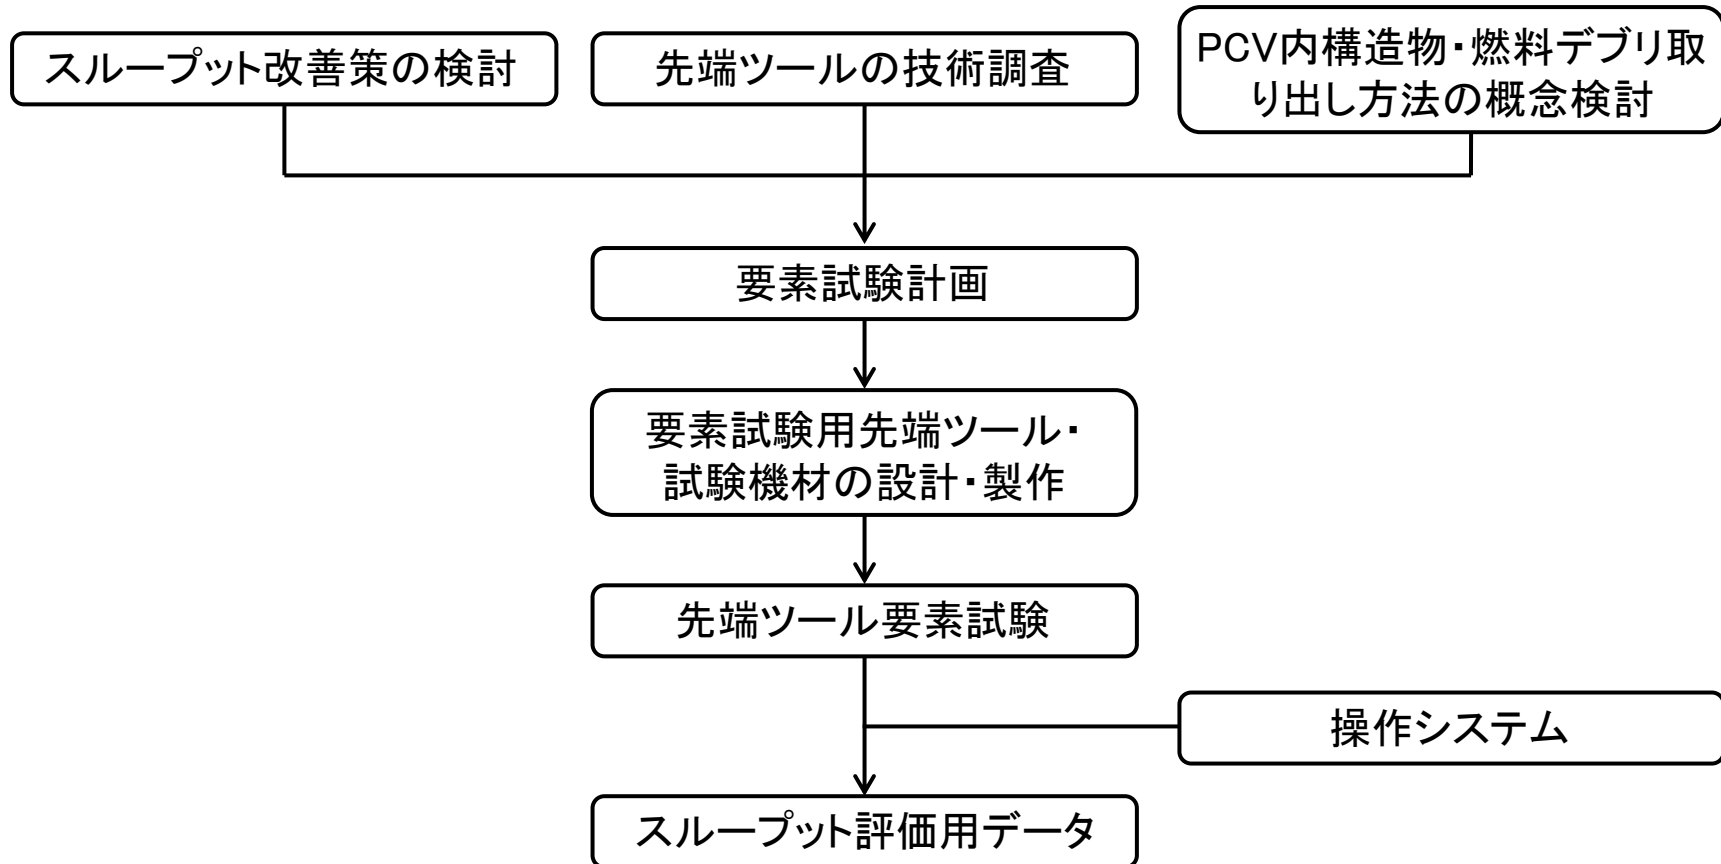 スループット改善策の検討
先端ツールの技術調査
PCV内構造物・燃料デブリ取
り出し方法の概念検討
要素試験計画
要素試験用先端ツール・
試験機材の設計・製作
先端ツール要素試験
操作システム
スループット評価用データ